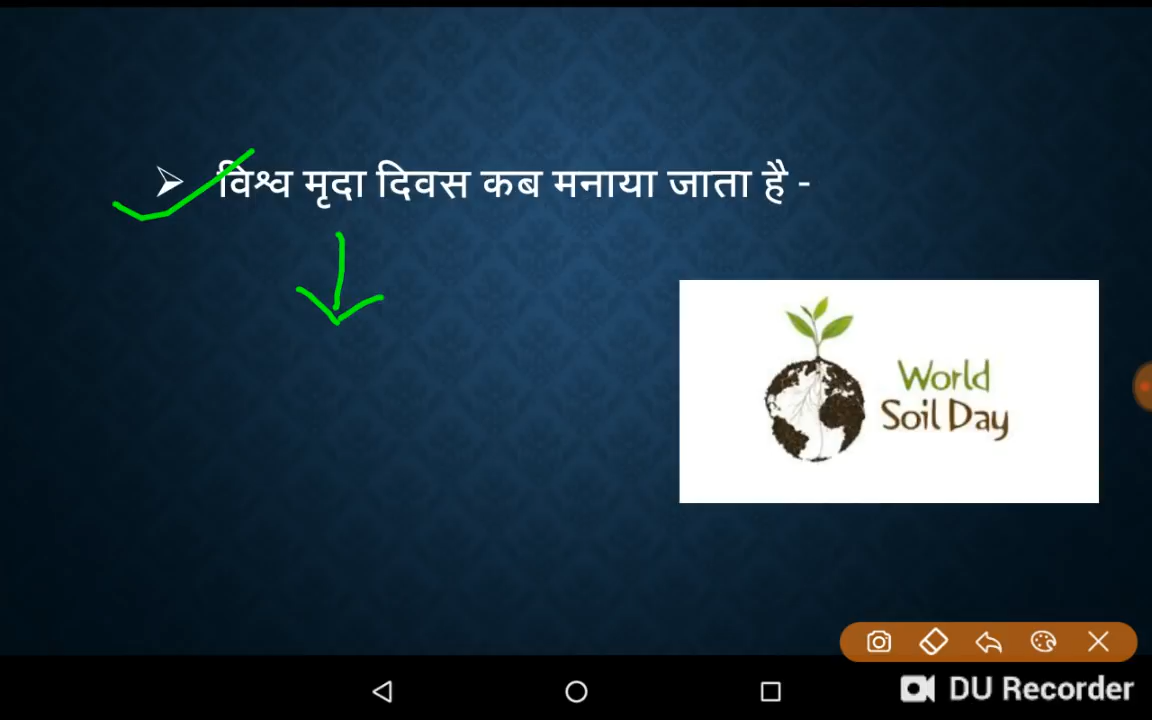 विश्व मृदा दिवस कब मनाया जाता है -
World
Soil Day
DU Recorder